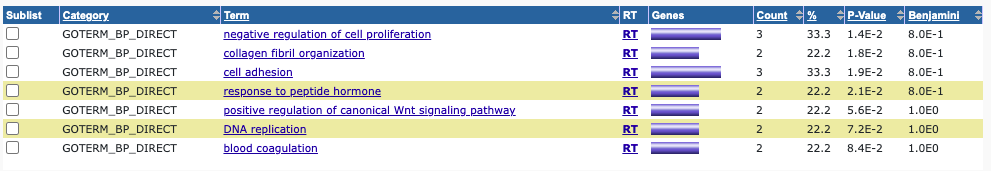 Sublist Category Term RT Genes Count % P-Value Benjamini
GOTERM_BP_DIRECT negative regulation of cell proliferation RT 3 33.3 1.4E-2 8.0E-1
GOTERM_BP_DIRECT collagen fibril organization RT 2 22.2 1.8E-2 8.0E-1
GOTERM_BP_DIRECT cell adhesion RT 3 33.3 1.9E-2 8.0E-1
GOTERM_BP_DIRECT response to peptide hormone RT 2 22.2 2.1E-2 8.0E-1
GOTERM_BP_DIRECT positive regulation of canonical Wnt signaling pathway RT 2 22.2 5.6E-2 1.0E0
GOTERM_BP_DIRECT DNA replication RT 2 22.2 7.2E-2 1.0E0
GOTERM_BP_DIRECT blood coagulation RT 2 22.2 8.4E-2 1.0E0